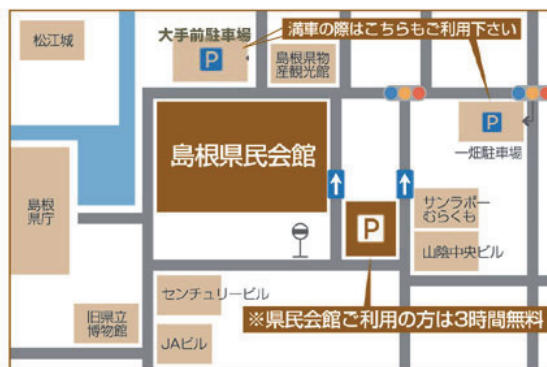 松江城
大手前駐車場
P
満車の際はこちらもご利用下さい
島根県物
産観光館
P
一畑駐車場
島根県民会館
島根
県庁
P
サンラポー
むらくも
山陰中央ビル
センチュリービル
※県民会館ご利用の方は3時間無料
旧県立
博物館
JAビル